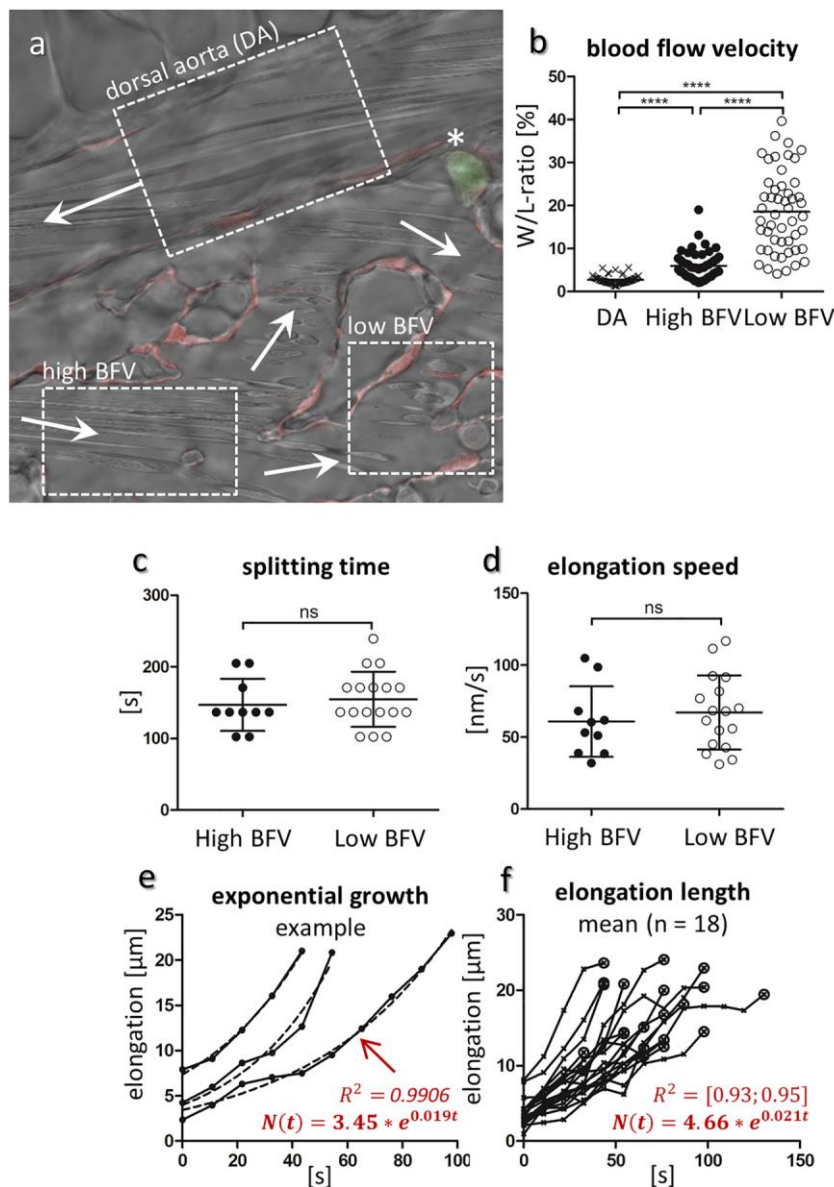 a
dorsal aorta (DA)
*
low BFV
high BFV
b
blood flow velocity
W/L-ratio [%]
50
40
30
20
10
0
****
****
****
DA
High BFV
Low BFV
c
splitting time
[s]
300
200
100
0
ns
High BFV
Low BFV
d
elongation speed
[nm/s]
150
100
50
0
ns
High BFV
Low BFV
e
exponential growth
example
elongation [µm]
25
20
15
10
5
0
R² = 0.9906
N(t) = 3.45 * e^0.019t
0 20 40 60 80 100
[s]
f
elongation length
mean (n = 18)
elongation [µm]
30
20
10
0
R² = [0.93; 0.95]
N(t) = 4.66 * e^0.021t
0 50 100 150
[s]